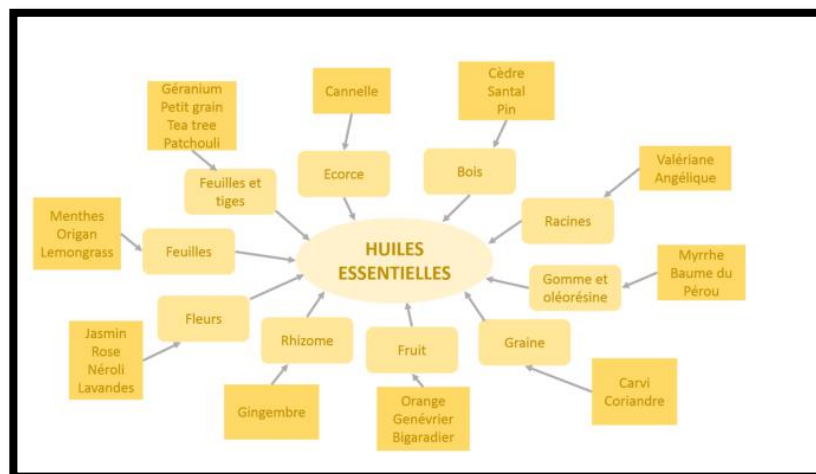 Géranium
Petit grain
Tea tree
Patchouli
Cannelle
Cèdre
Santal
Pin
Feuilles et
tiges
Ecorce
Bois
Valériane
Angélique
Racines
Menthes
Origan
Lemongrass
Feuilles
HUILES
ESSENTIELLES
Gomme et
oléorésine
Myrrhe
Baume du
Pérou
Fleurs
Jasmin
Rose
Néroli
Lavandes
Rhizome
Gingembre
Fruit
Orange
Genévrier
Bigaradier
Graine
Carvi
Coriandre